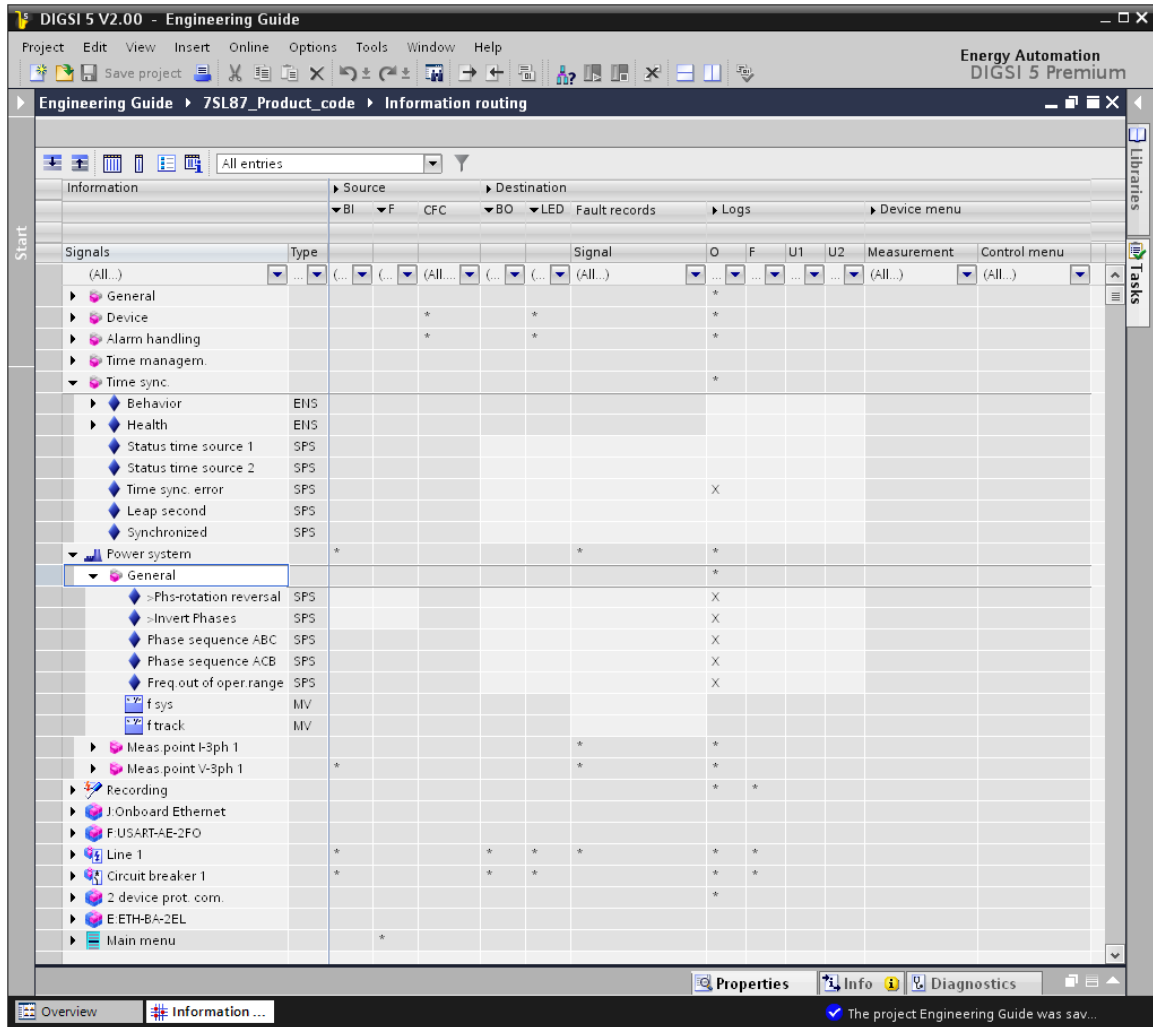 DIGSI 5 V2.00 - Engineering Guide
Project Edit View Insert Online Options Tools Window Help
Save project
Energy Automation
DIGSI 5 Premium
Engineering Guide 7SL87_Product_code Information routing
Start
Libraries
Tasks
All entries
Information Source Destination
BI F CFC BO LED Fault records Logs Device menu
Signals Type Signal O F U1 U2 Measurement Control menu
(All...) ... (... (... (All.... (... (... (All...) ... ... ... ... (All...) (All...)
General *
Device * * *
Alarm handling * * *
Time managem.
Time sync. *
Behavior ENS
Health ENS
Status time source 1 SPS
Status time source 2 SPS
Time sync. error SPS X
Leap second SPS
Synchronized SPS
Power system * * *
General *
>Phs-rotation reversal SPS X
>Invert Phases SPS X
Phase sequence ABC SPS X
Phase sequence ACB SPS X
Freq.out of oper.range SPS X
f sys MV
f track MV
Meas.point I-3ph 1 * *
Meas.point V-3ph 1 * * *
Recording * *
J:Onboard Ethernet
F:USART-AE-2FO
Line 1 * * * * * *
Circuit breaker 1 * * * * *
2 device prot. com. *
E:ETH-BA-2EL
Main menu *
Properties Info Diagnostics
Overview Information ... The project Engineering Guide was sav...